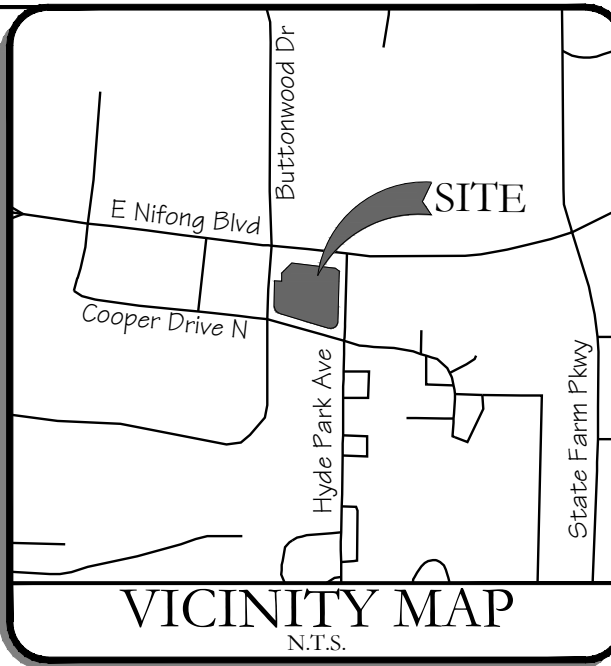 Buttonwood Dr
SITE
E Nifong Blvd
Cooper Drive N
Hyde Park Ave
State Farm Pkwy
VICINITY MAP
N.T.S.